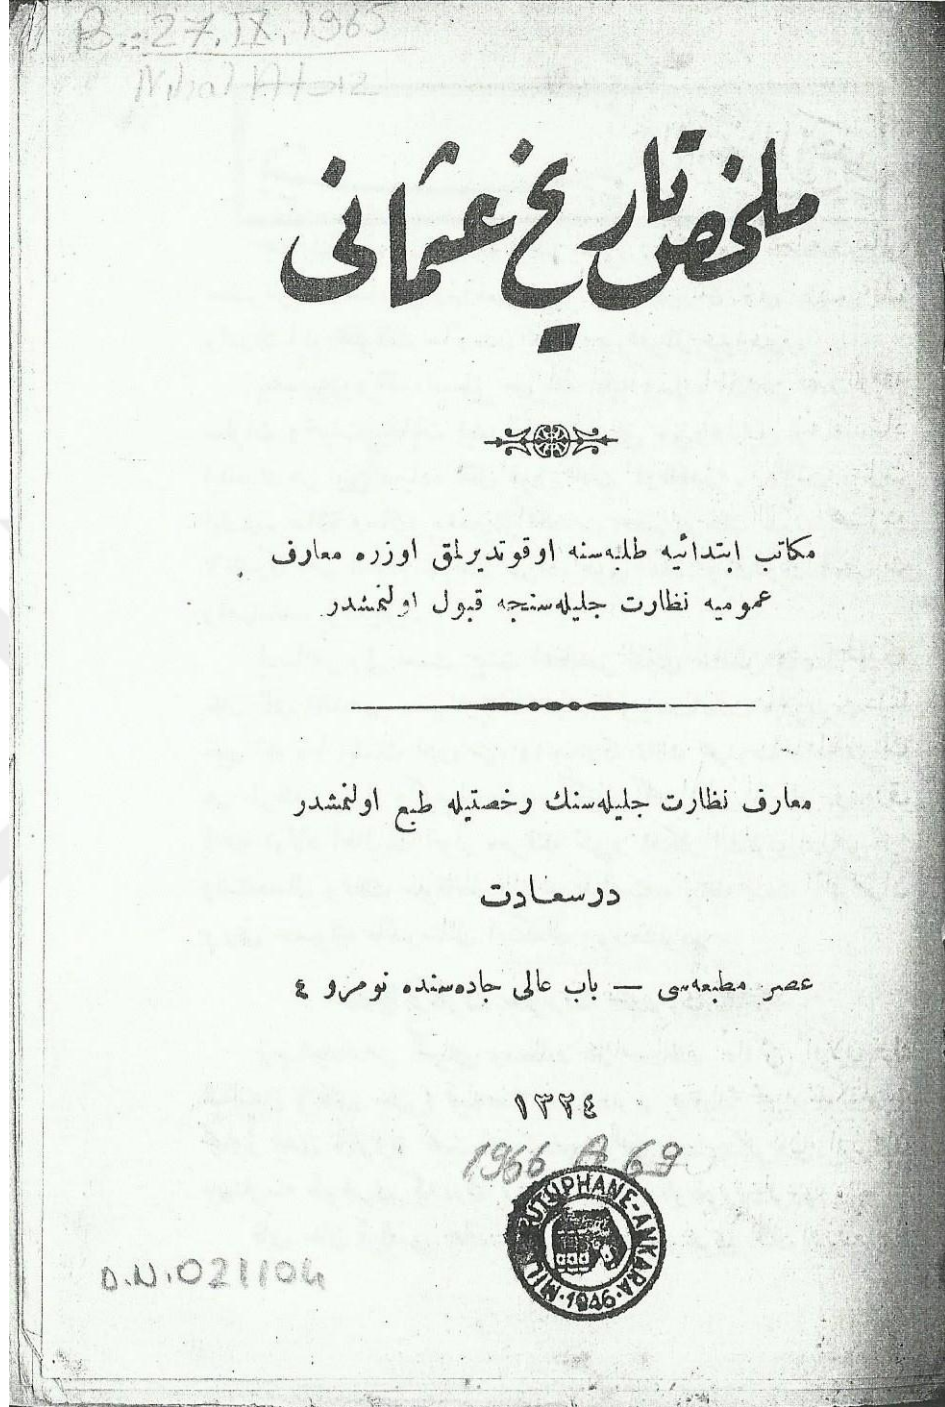 B.: 27.IX.1965
Nihal Atsız
ملخص تاريخ عثمانى
مكاتب ابتدائيه طلبه‌سنه اوقوتديرلمق اوزره معارف
عموميه نظارت جليله‌سنجه قبول اولنمشدر
معارف نظارت جليله‌سنك رخصتيله طبع اولنمشدر
درسعادت
عصر مطبعه‌سى — باب عالى جاده‌سنده نومرو ٤
١٣٢٤
1966 A 69
MİLLİ KÜTÜPHANE-ANKARA
·1946·
D.N.021104